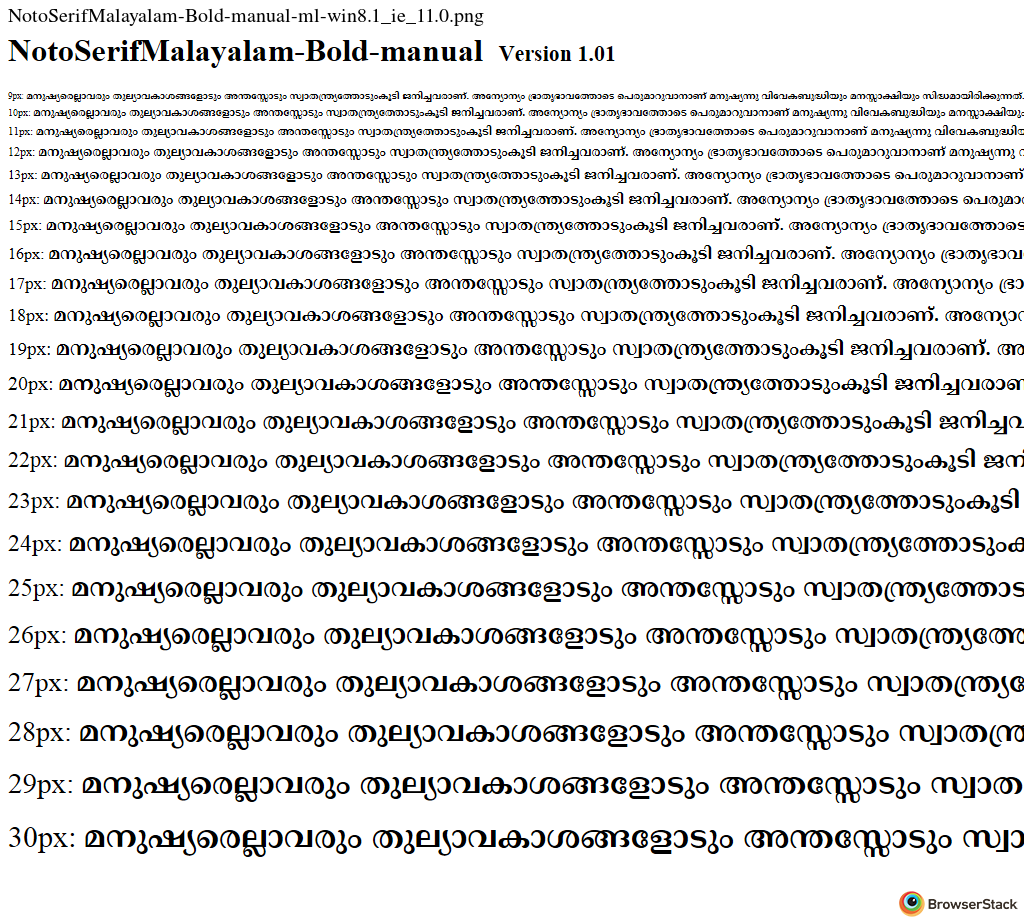 NotoSerifMalayalam-Bold-manual-ml-win8.1_ie_11.0.png
NotoSerifMalayalam-Bold-manual Version 1.01
9px: മനുഷ്യരെല്ലാവരും തുല്യാവകാശങ്ങളോടും അന്തസ്സോടും സ്വാതന്ത്ര്യത്തോടുംകൂടി ജനിച്ചവരാണ്. അന്യോന്യം ഭ്രാതൃഭാവത്തോടെ പെരുമാറുവാനാണ് മനുഷ്യന്നു വിവേകബുദ്ധിയും മനസ്സാക്ഷിയും സിദ്ധമായിരിക്കുന്നത്.
10px: മനുഷ്യരെല്ലാവരും തുല്യാവകാശങ്ങളോടും അന്തസ്സോടും സ്വാതന്ത്ര്യത്തോടുംകൂടി ജനിച്ചവരാണ്. അന്യോന്യം ഭ്രാതൃഭാവത്തോടെ പെരുമാറുവാനാണ് മനുഷ്യന്നു വിവേകബുദ്ധിയും മനസ്സാക്ഷിയും
11px: മനുഷ്യരെല്ലാവരും തുല്യാവകാശങ്ങളോടും അന്തസ്സോടും സ്വാതന്ത്ര്യത്തോടുംകൂടി ജനിച്ചവരാണ്. അന്യോന്യം ഭ്രാതൃഭാവത്തോടെ പെരുമാറുവാനാണ് മനുഷ്യന്നു വിവേകബുദ്ധിയ
12px: മനുഷ്യരെല്ലാവരും തുല്യാവകാശങ്ങളോടും അന്തസ്സോടും സ്വാതന്ത്ര്യത്തോടുംകൂടി ജനിച്ചവരാണ്. അന്യോന്യം ഭ്രാതൃഭാവത്തോടെ പെരുമാറുവാനാണ് മനുഷ്യന്നു
13px: മനുഷ്യരെല്ലാവരും തുല്യാവകാശങ്ങളോടും അന്തസ്സോടും സ്വാതന്ത്ര്യത്തോടുംകൂടി ജനിച്ചവരാണ്. അന്യോന്യം ഭ്രാതൃഭാവത്തോടെ പെരുമാറുവാനാണ്
14px: മനുഷ്യരെല്ലാവരും തുല്യാവകാശങ്ങളോടും അന്തസ്സോടും സ്വാതന്ത്ര്യത്തോടുംകൂടി ജനിച്ചവരാണ്. അന്യോന്യം ഭ്രാതൃഭാവത്തോടെ പെരുമാ
15px: മനുഷ്യരെല്ലാവരും തുല്യാവകാശങ്ങളോടും അന്തസ്സോടും സ്വാതന്ത്ര്യത്തോടുംകൂടി ജനിച്ചവരാണ്. അന്യോന്യം ഭ്രാതൃഭാവത്തോടെ
16px: മനുഷ്യരെല്ലാവരും തുല്യാവകാശങ്ങളോടും അന്തസ്സോടും സ്വാതന്ത്ര്യത്തോടുംകൂടി ജനിച്ചവരാണ്. അന്യോന്യം ഭ്രാതൃഭാവ
17px: മനുഷ്യരെല്ലാവരും തുല്യാവകാശങ്ങളോടും അന്തസ്സോടും സ്വാതന്ത്ര്യത്തോടുംകൂടി ജനിച്ചവരാണ്. അന്യോന്യം ഭ്രാ
18px: മനുഷ്യരെല്ലാവരും തുല്യാവകാശങ്ങളോടും അന്തസ്സോടും സ്വാതന്ത്ര്യത്തോടുംകൂടി ജനിച്ചവരാണ്. അന്യോന
19px: മനുഷ്യരെല്ലാവരും തുല്യാവകാശങ്ങളോടും അന്തസ്സോടും സ്വാതന്ത്ര്യത്തോടുംകൂടി ജനിച്ചവരാണ്. അ
20px: മനുഷ്യരെല്ലാവരും തുല്യാവകാശങ്ങളോടും അന്തസ്സോടും സ്വാതന്ത്ര്യത്തോടുംകൂടി ജനിച്ചവരാണ
21px: മനുഷ്യരെല്ലാവരും തുല്യാവകാശങ്ങളോടും അന്തസ്സോടും സ്വാതന്ത്ര്യത്തോടുംകൂടി ജനിച്ചവ
22px: മനുഷ്യരെല്ലാവരും തുല്യാവകാശങ്ങളോടും അന്തസ്സോടും സ്വാതന്ത്ര്യത്തോടുംകൂടി ജനി
23px: മനുഷ്യരെല്ലാവരും തുല്യാവകാശങ്ങളോടും അന്തസ്സോടും സ്വാതന്ത്ര്യത്തോടുംകൂടി
24px: മനുഷ്യരെല്ലാവരും തുല്യാവകാശങ്ങളോടും അന്തസ്സോടും സ്വാതന്ത്ര്യത്തോടുംക
25px: മനുഷ്യരെല്ലാവരും തുല്യാവകാശങ്ങളോടും അന്തസ്സോടും സ്വാതന്ത്ര്യത്തോട
26px: മനുഷ്യരെല്ലാവരും തുല്യാവകാശങ്ങളോടും അന്തസ്സോടും സ്വാതന്ത്ര്യത്തോ
27px: മനുഷ്യരെല്ലാവരും തുല്യാവകാശങ്ങളോടും അന്തസ്സോടും സ്വാതന്ത്ര്യ
28px: മനുഷ്യരെല്ലാവരും തുല്യാവകാശങ്ങളോടും അന്തസ്സോടും സ്വാതന്ത്ര
29px: മനുഷ്യരെല്ലാവരും തുല്യാവകാശങ്ങളോടും അന്തസ്സോടും സ്വാത
30px: മനുഷ്യരെല്ലാവരും തുല്യാവകാശങ്ങളോടും അന്തസ്സോടും സ്വാ
BrowserStack